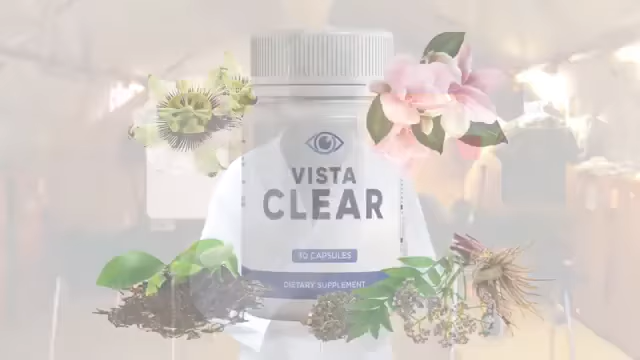 VISTA
CLEAR
30 CAPSULES
DIETARY SUPPLEMENT